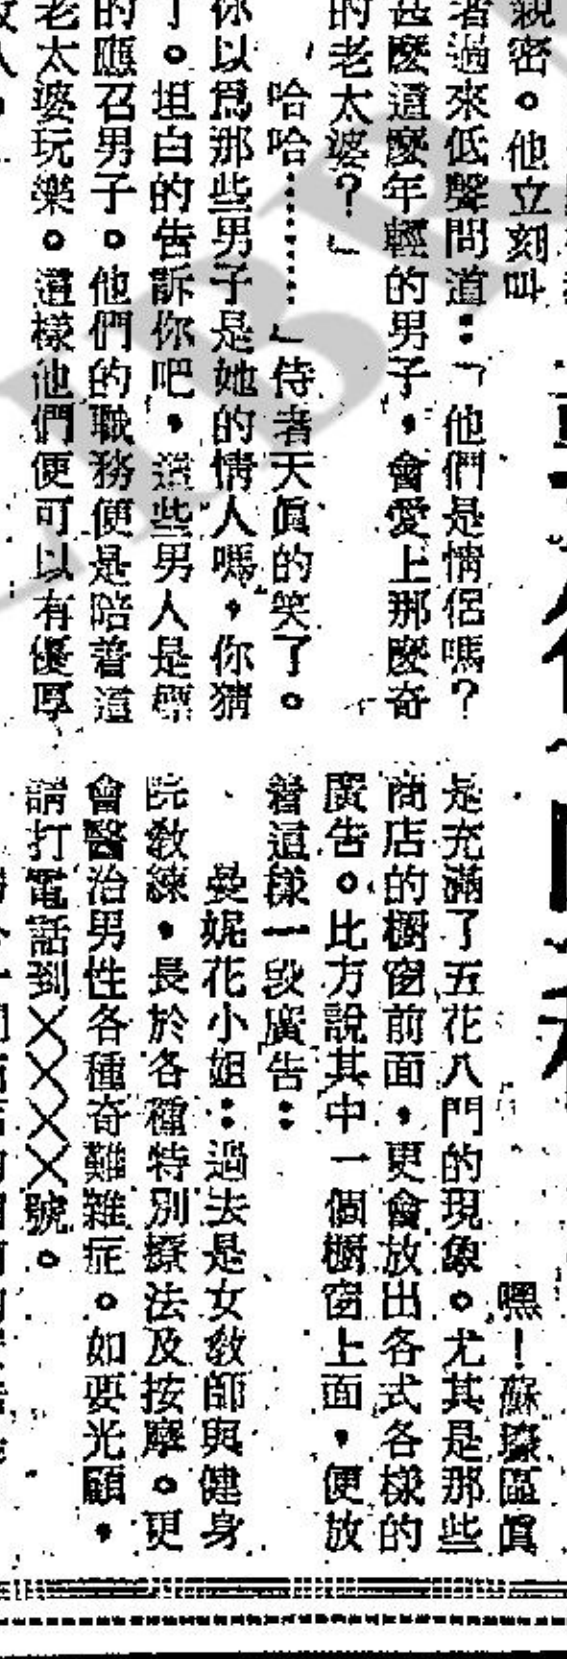 親密。他立刻叫
者過來低聲問道：「他們是情侶嗎？
甚麼這麼年輕的男子，會愛上那麼奇
的老太婆？」
哈哈………」侍者天眞的笑了。
你以爲那些男子是她的情人嗎，你猜
了。坦白的告訴你吧，這些男人是
的應召男子。他們的職務便是陪着這
老太婆玩樂。這樣他們便可以有優厚
嘿！蘇壕區眞
是充滿了五花八門的現象。尤其是那些
商店的櫥窗前面，更會放出各式各樣的
廣告。比方說其中一個櫥窗上面，便放
着這樣一段廣告：
曼妮花小姐：過去是女敎師與健身
院敎練，長於各種特別療法及按摩。更
會醫治男性各種奇難雜症。如要光顧，
請打電話到××××號。